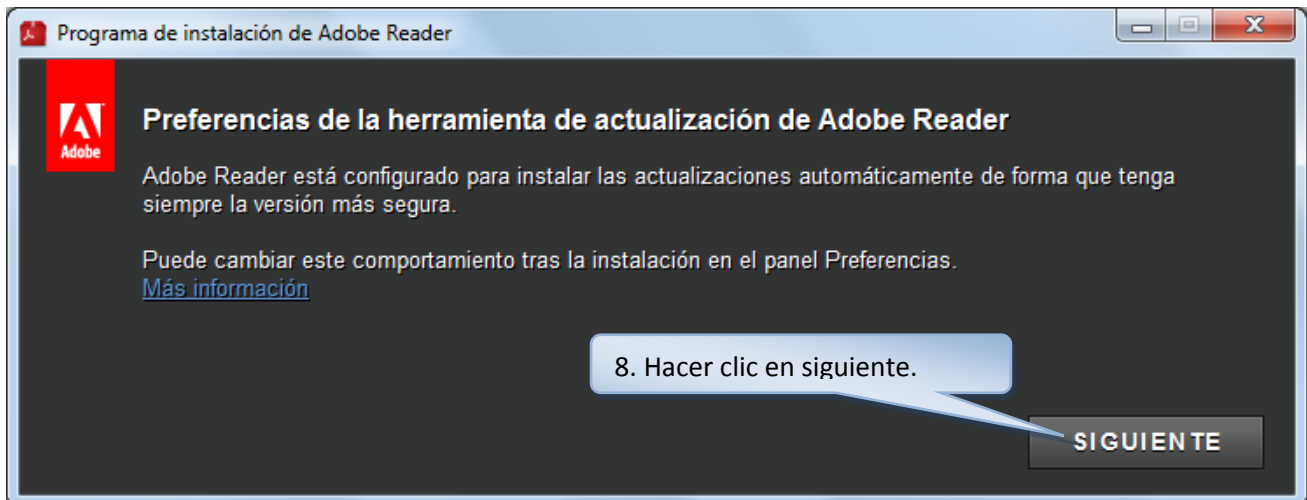 Programa de instalación de Adobe Reader
Adobe
Preferencias de la herramienta de actualización de Adobe Reader
Adobe Reader está configurado para instalar las actualizaciones automáticamente de forma que tenga
siempre la versión más segura.
Puede cambiar este comportamiento tras la instalación en el panel Preferencias.
Más información
8. Hacer clic en siguiente.
SIGUIENTE